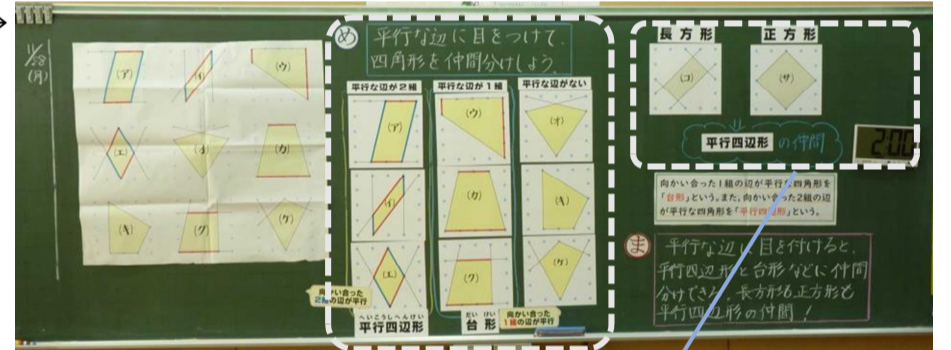 11/28
(月)
(ア)
(イ)
(ウ)
(エ)
(オ)
(カ)
(キ)
(ク)
(ケ)
め 平行な辺に目をつけて、
四角形を仲間分けしよう。
平行な辺が2組
平行な辺が1組
平行な辺がない
(ア)
(ウ)
(オ)
(イ)
(カ)
(キ)
(エ)
(ク)
(ケ)
向かい合った
2組の辺が平行
へいこうしへんけい
平行四辺形
だい けい
台 形
向かい合った
1組の辺が平行
長方形
正方形
(コ)
(サ)
平行四辺形 の仲間
2:00
向かい合った1組の辺が平行な四角形を
「台形」という。また、向かい合った2組の辺
が平行な四角形を「平行四辺形」という。
ま 平行な辺に目を付けると、
平行四辺形と台形などに仲間
分けできる。長方形も正方形も
平行四辺形の仲間!